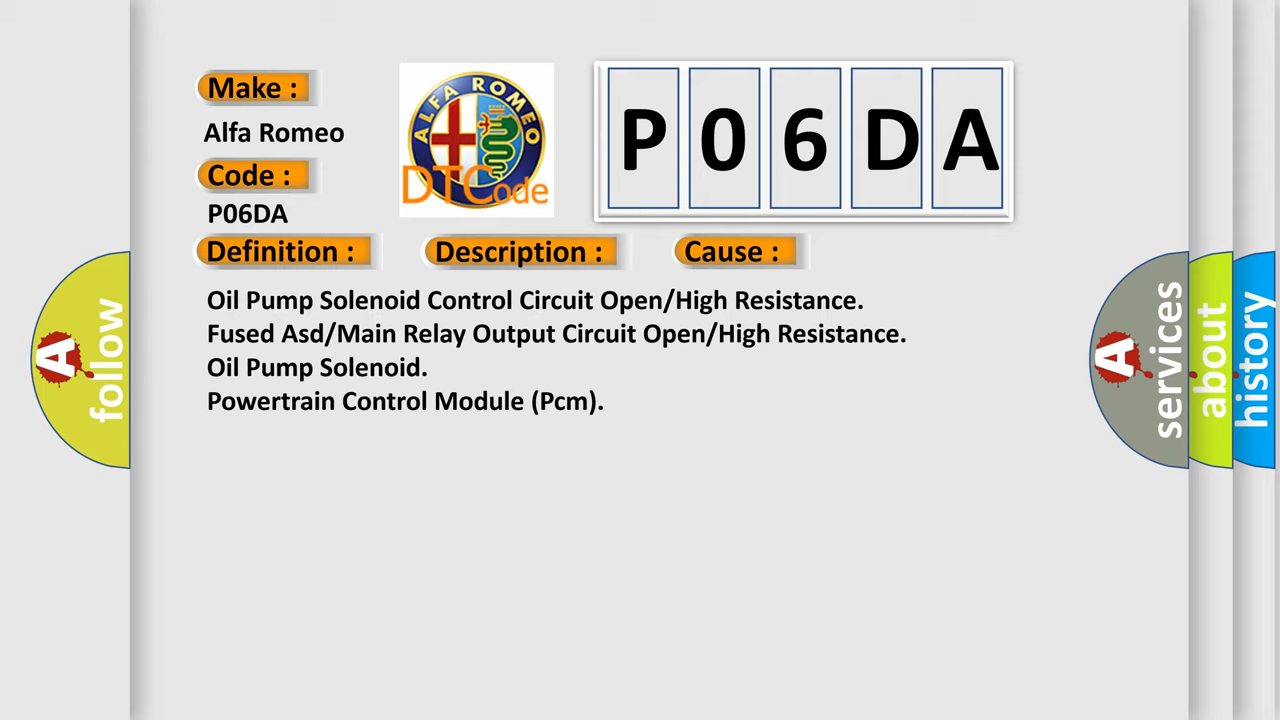 Make :
Alfa Romeo
Code :
P06DA
ALFA ROMEO
DTCode
P06DA
Definition :
Description :
Cause :
Oil Pump Solenoid Control Circuit Open/High Resistance.
Fused Asd/Main Relay Output Circuit Open/High Resistance.
Oil Pump Solenoid.
Powertrain Control Module (Pcm).
A
follow
A
services
about
history